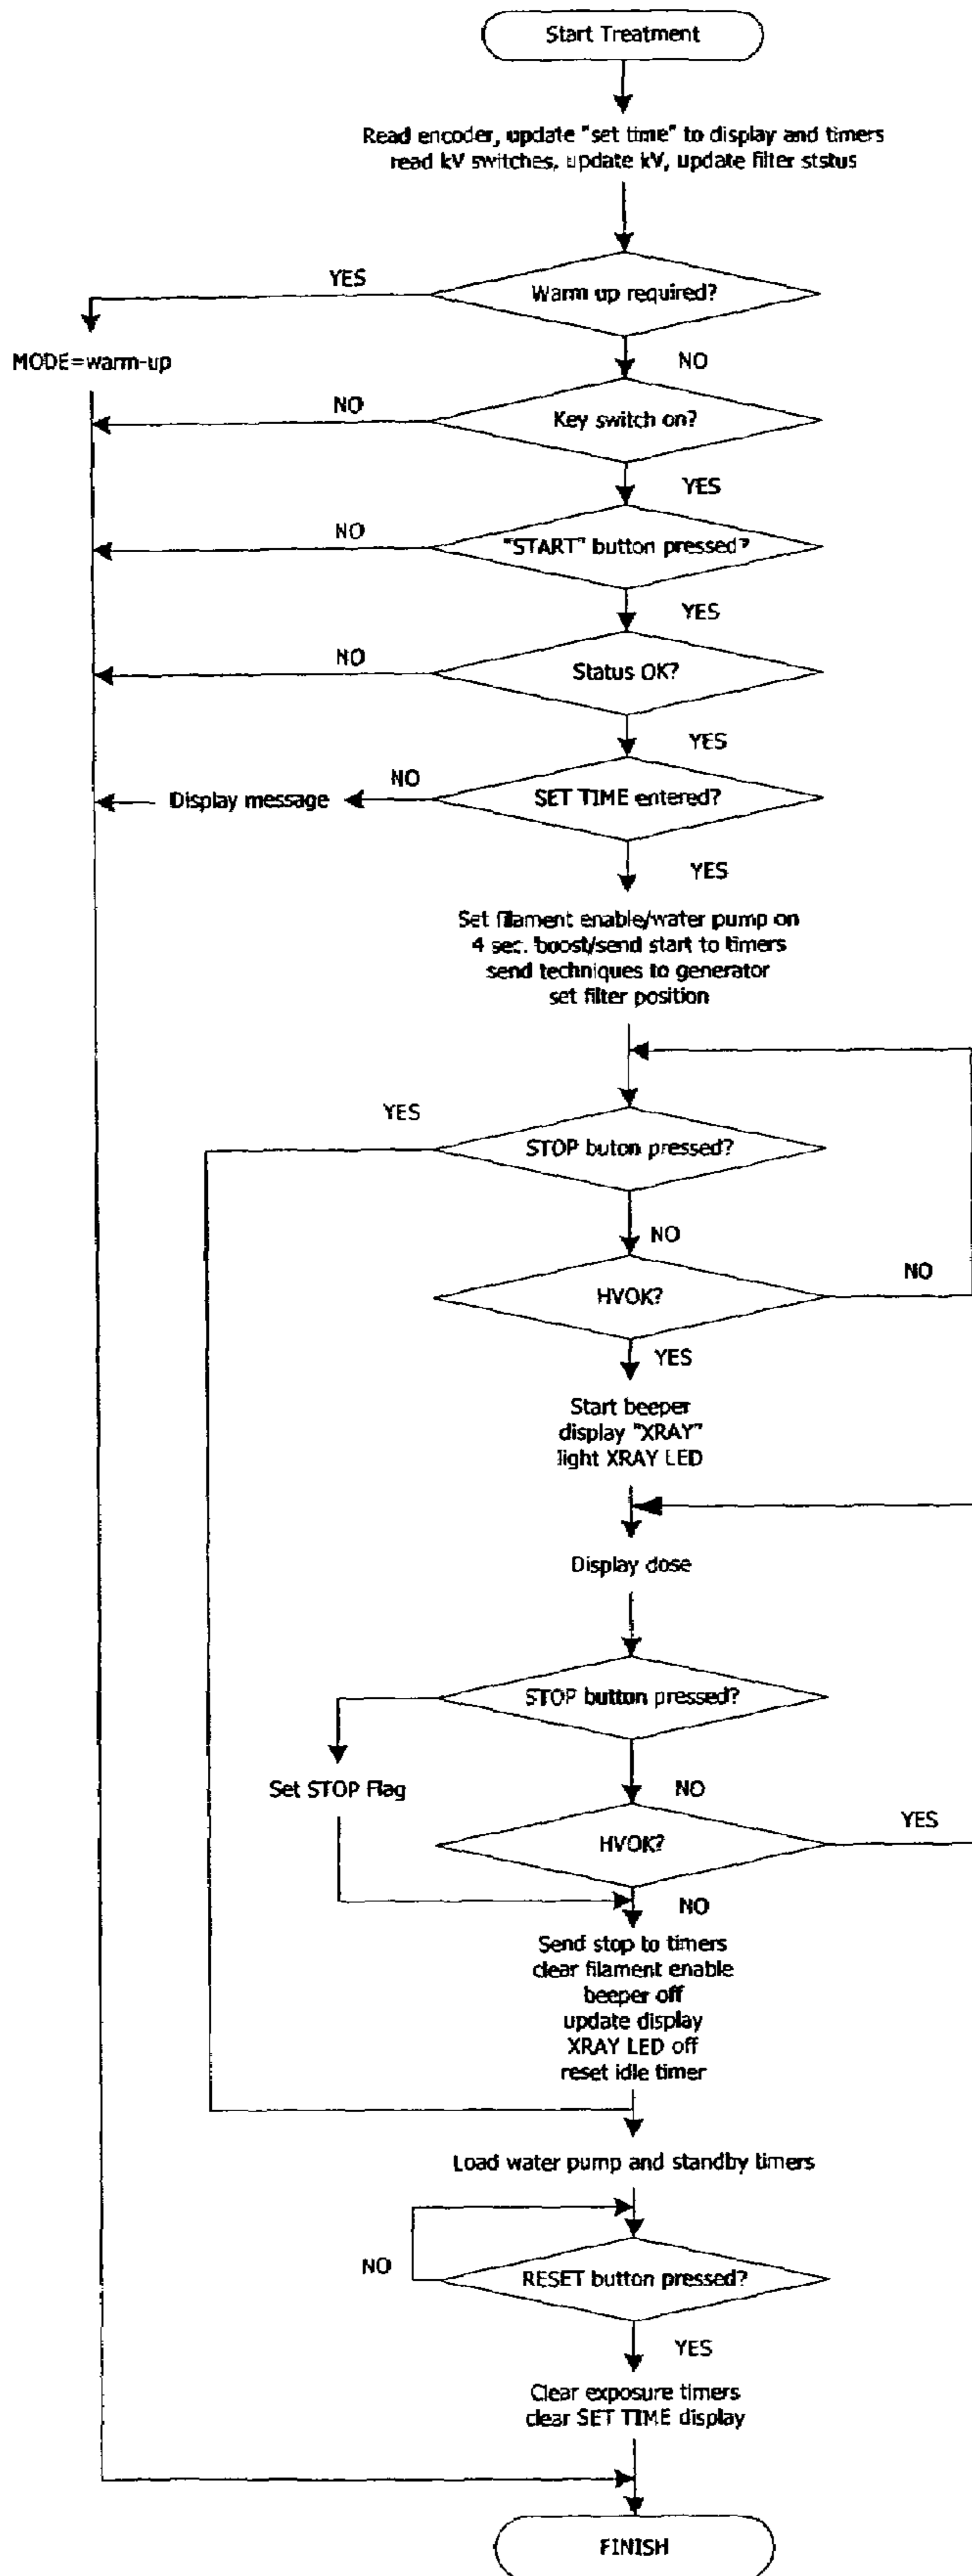 Start Treatment
Read encoder, update "set time" to display and timers
read kV switches, update kV, update filter ststus
YES
Warm up required?
MODE=warm-up
NO
NO
Key switch on?
YES
NO
"START" button pressed?
YES
NO
Status OK?
YES
NO
Display message
SET TIME entered?
YES
Set filament enable/water pump on
4 sec. boost/send start to timers
send techniques to generator
set filter position
YES
STOP buton pressed?
NO
NO
HVOK?
YES
Start beeper
display "XRAY"
light XRAY LED
Display dose
STOP button pressed?
Set STOP Flag
NO
YES
HVOK?
NO
Send stop to timers
clear filament enable
beeper off
update display
XRAY LED off
reset idle timer
Load water pump and standby timers
NO
RESET button pressed?
YES
Clear exposure timers
clear SET TIME display
FINISH